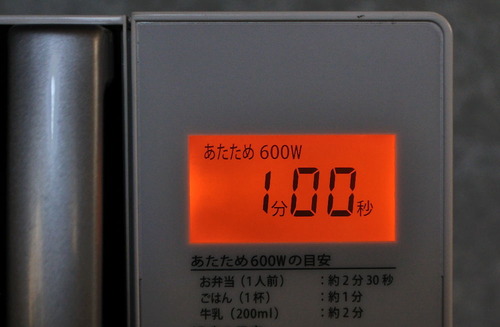 あたため 600W
1分00秒
あたため600Wの目安
お弁当（1人前）：約2分30秒
ごはん（1杯）：約1分
牛乳（200ml）：約2分